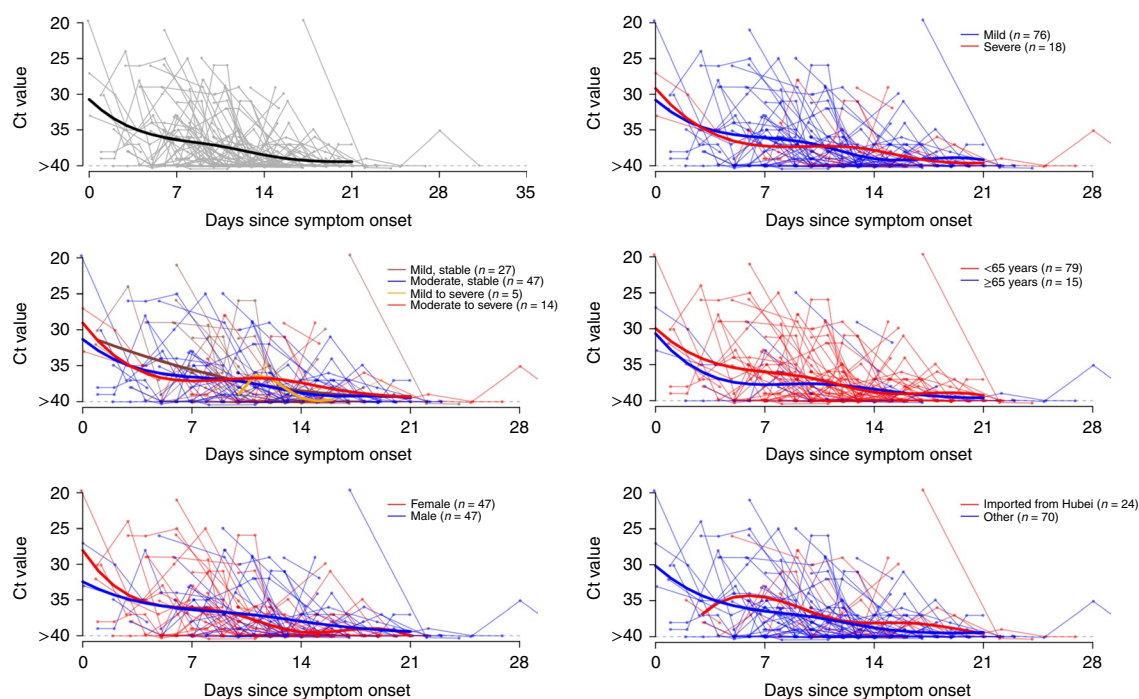 20
25
30
35
>40
Ct value
0
7
14
21
28
35
Days since symptom onset
20
25
30
35
>40
Ct value
Mild (n = 76)
Severe (n = 18)
0
7
14
21
28
Days since symptom onset
20
25
30
35
>40
Ct value
Mild, stable (n = 27)
Moderate, stable (n = 47)
Mild to severe (n = 5)
Moderate to severe (n = 14)
0
7
14
21
28
Days since symptom onset
20
25
30
35
>40
Ct value
<65 years (n = 79)
≥65 years (n = 15)
0
7
14
21
28
Days since symptom onset
20
25
30
35
>40
Ct value
Female (n = 47)
Male (n = 47)
0
7
14
21
28
Days since symptom onset
20
25
30
35
>40
Ct value
Imported from Hubei (n = 24)
Other (n = 70)
0
7
14
21
28
Days since symptom onset